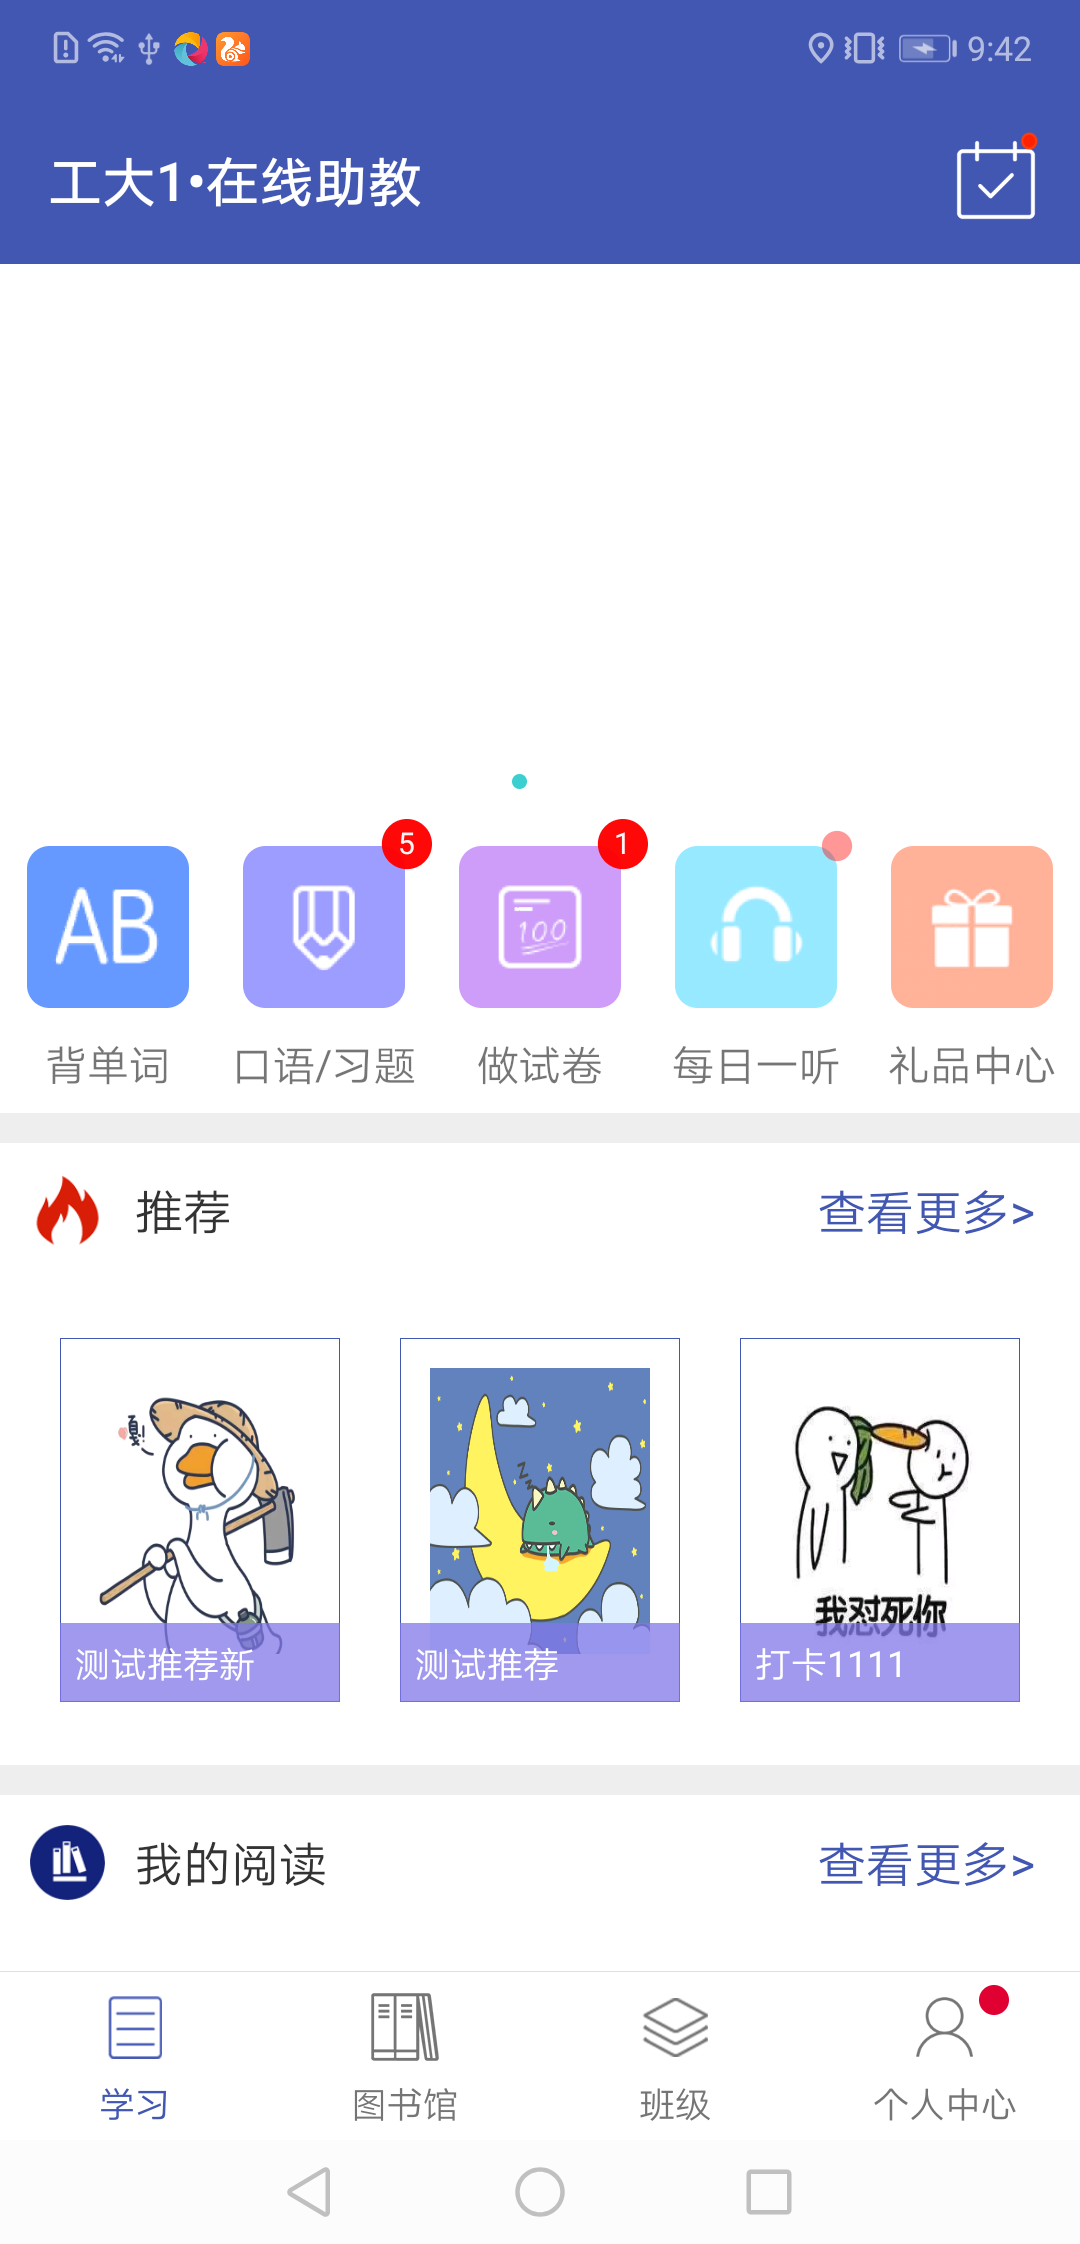 9:42
工大1•在线助教
5
1
AB
100
背单词
口语/习题
做试卷
每日一听
礼品中心
推荐
查看更多>
嘎!
z z z
我怼死你
测试推荐新
测试推荐
打卡1111
我的阅读
查看更多>
学习
图书馆
班级
个人中心